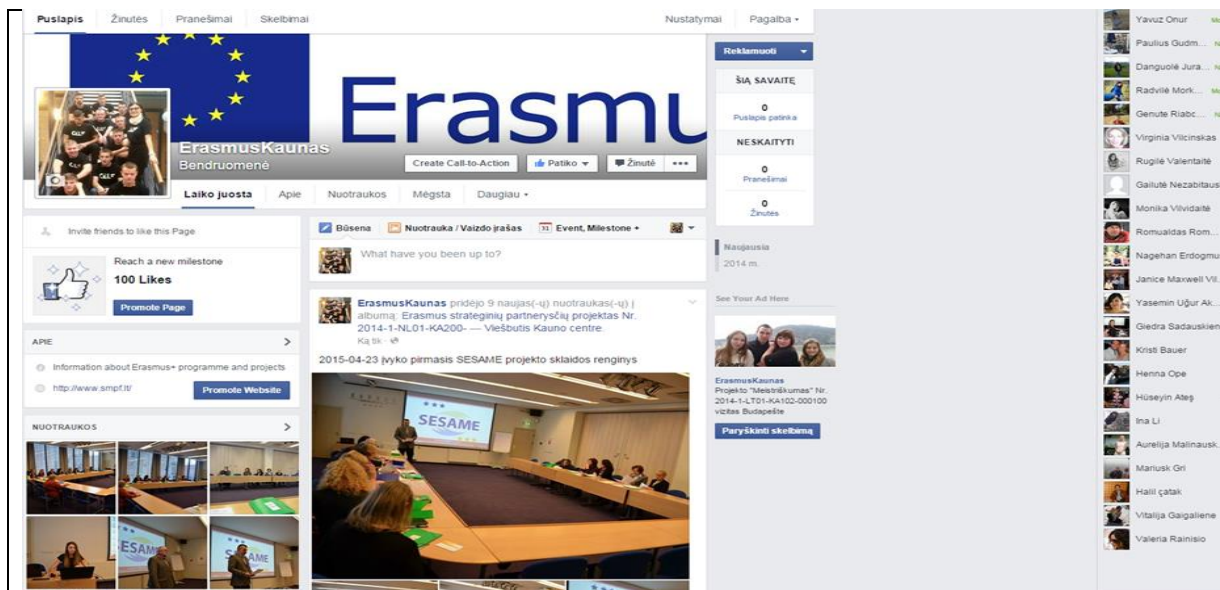 Puslapis Žinutės Pranešimai Skelbimai Nustatymai Pagalba
Erasmu
ErasmusKaunas
Bendruomenė
Create Call-to-Action Patiko Žinutė
Laiko juosta Apie Nuotraukos Mėgsta Daugiau
Invite friends to like this Page
Reach a new milestone
100 Likes
Promote Page
APIE
Information about Erasmus+ programme and projects
http://www.smpf.lt/ Promote Website
NUOTRAUKOS
ESAM
SESAME
Būsena Nuotrauka / Vaizdo įrašas 31 Event, Milestone +
What have you been up to?
ErasmusKaunas pridėjo 9 naujas(-ų) nuotraukas(-ų) į
albumą: Erasmus strateginių partnerysčių projektas Nr.
2014-1-NL01-KA200- — Viešbutis Kauno centre.
Ką tik
2015-04-23 įvyko pirmasis SESAME projekto sklaidos renginys
SESAME
Reklamuoti
ŠIĄ SAVAITĘ
0
Puslapis patinka
NESKAITYTI
0
Pranešimai
0
Žinutės
Naujausia
2014 m.
See Your Ad Here
ErasmusKaunas
Projekto "Meistriškumas" Nr.
2014-1-LT01-KA102-000100
vizitas Budapešte
Paryškinti skelbimą
Yavuz Onur
Paulius Gudm...
Danguolė Jura...
Radvilė Mork...
Genutė Riabc...
Virginia Vilcinskas
Rugilė Valentaitė
Gailutė Nezabitaus
Monika Vilvidaitė
Romualdas Rom...
Nagehan Erdogmu
Janice Maxwell Vil...
Yasemin Uğur Ak...
Giedra Sadauskien
Kristi Bauer
Henna Ope
Hüseyin Ateş
Ina Li
Aurelija Malinausk...
Mariusk Gri
Halil çatak
Vitalija Gaigaliene
Valeria Rainisio